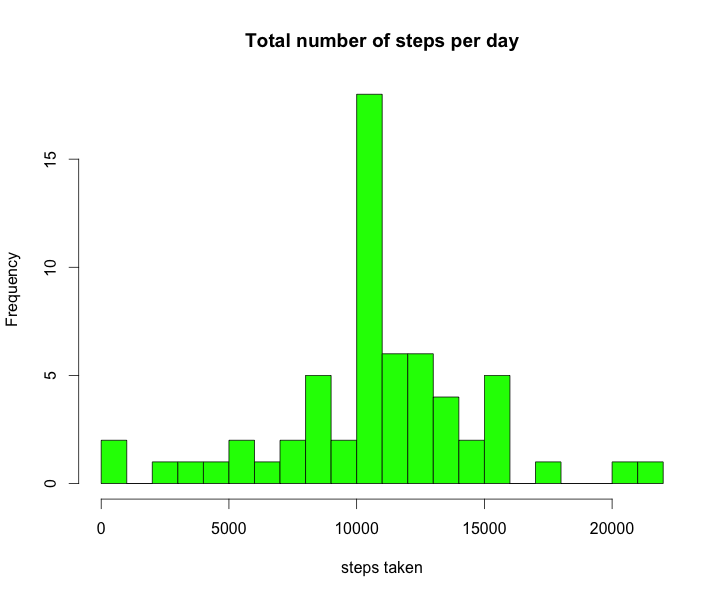 Total number of steps per day
Frequency
15
10
5
0
0 5000 10000 15000 20000
steps taken